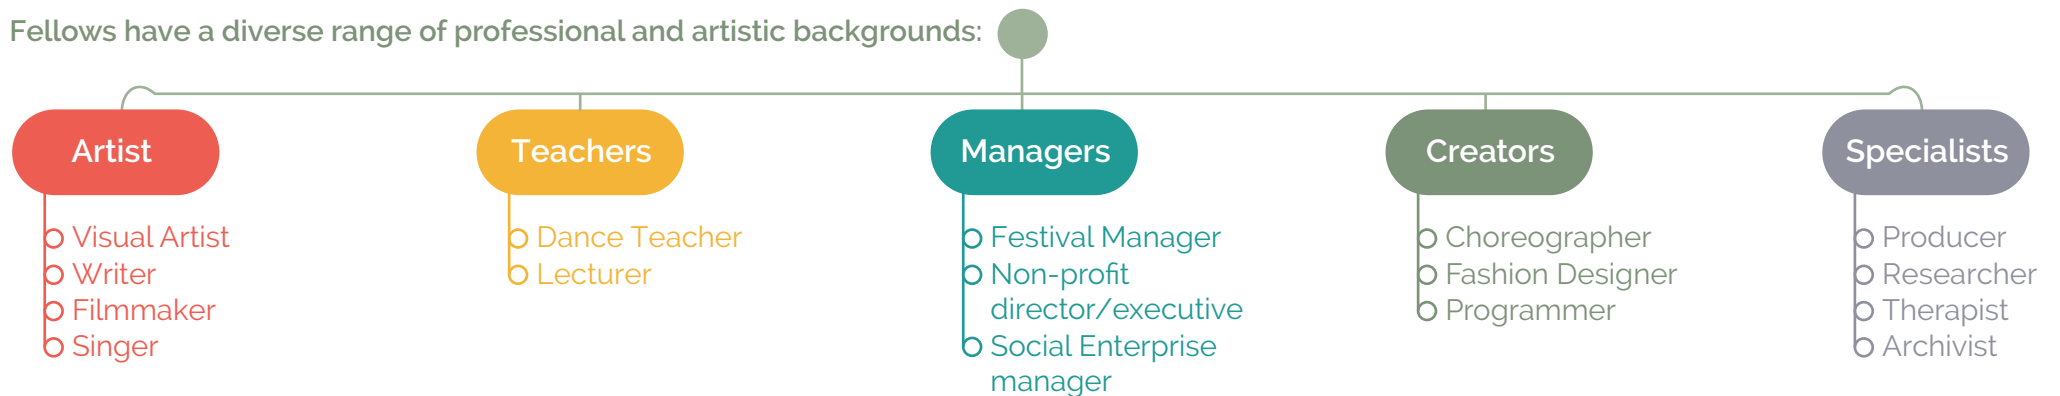 Fellows have a diverse range of professional and artistic backgrounds:
Artist
Visual Artist
Writer
Filmmaker
Singer
Teachers
Dance Teacher
Lecturer
Managers
Festival Manager
Non-profit
director/executive
Social Enterprise
manager
Creators
Choreographer
Fashion Designer
Programmer
Specialists
Producer
Researcher
Therapist
Archivist